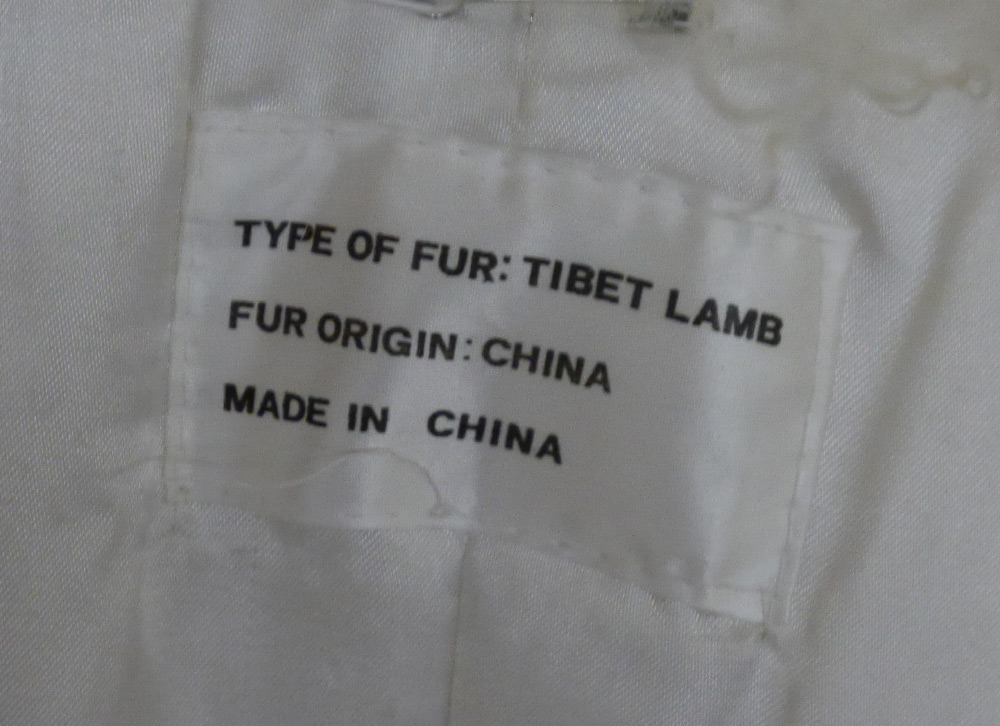 TYPE OF FUR: TIBET LAMB
FUR ORIGIN: CHINA
MADE IN CHINA